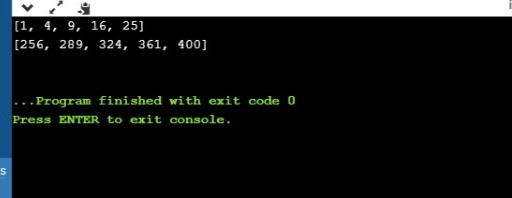 [1, 4, 9, 16, 25]
[256, 289, 324, 361, 400]
...Program finished with exit code 0
Press ENTER to exit console.
s